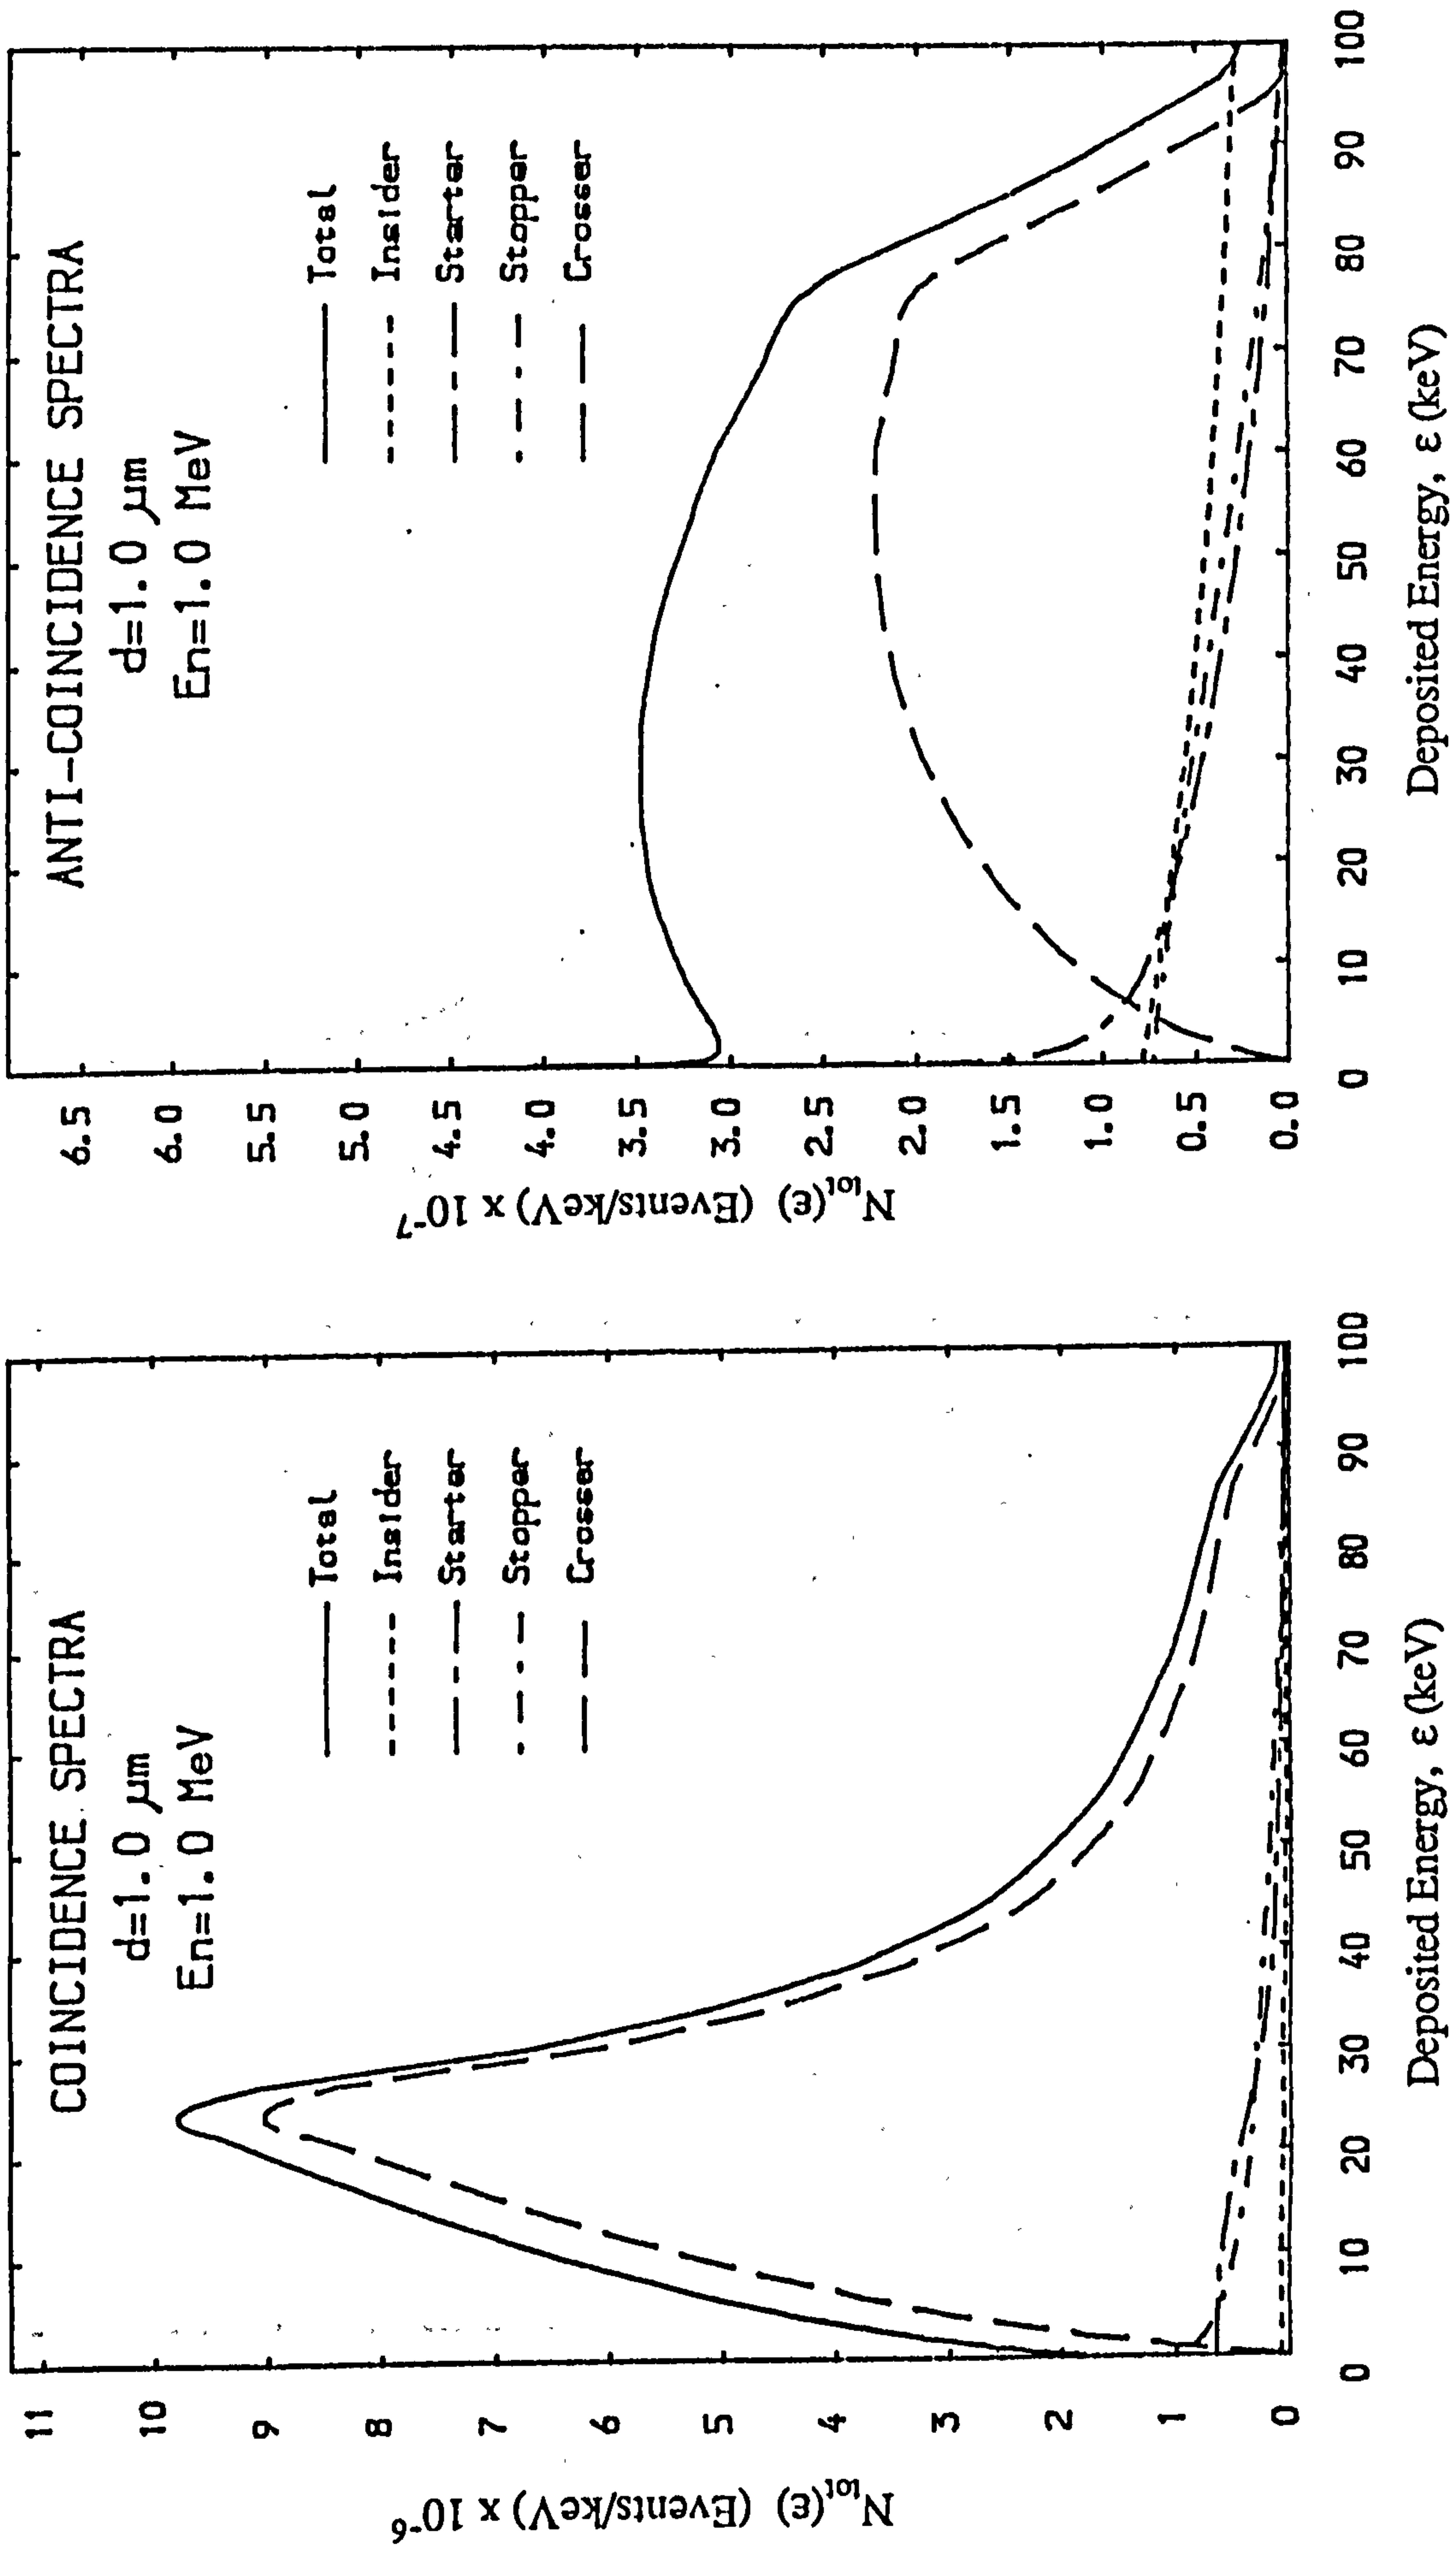 COINCIDENCE SPECTRA
d=1.0 µm
En=1.0 MeV
Total
Insider
Starter
Stopper
Crosser
11
10
9
8
7
6
5
4
3
2
1
0
N_tot(ε) (Events/keV) x 10⁻⁶
0 10 20 30 40 50 60 70 80 90 100
Deposited Energy, ε (keV)
ANTI-COINCIDENCE SPECTRA
d=1.0 µm
En=1.0 MeV
Total
Insider
Starter
Stopper
Crosser
6.5
6.0
5.5
5.0
4.5
4.0
3.5
3.0
2.5
2.0
1.5
1.0
0.5
0.0
N_tot(ε) (Events/keV) x 10⁻⁷
0 10 20 30 40 50 60 70 80 90 100
Deposited Energy, ε (keV)